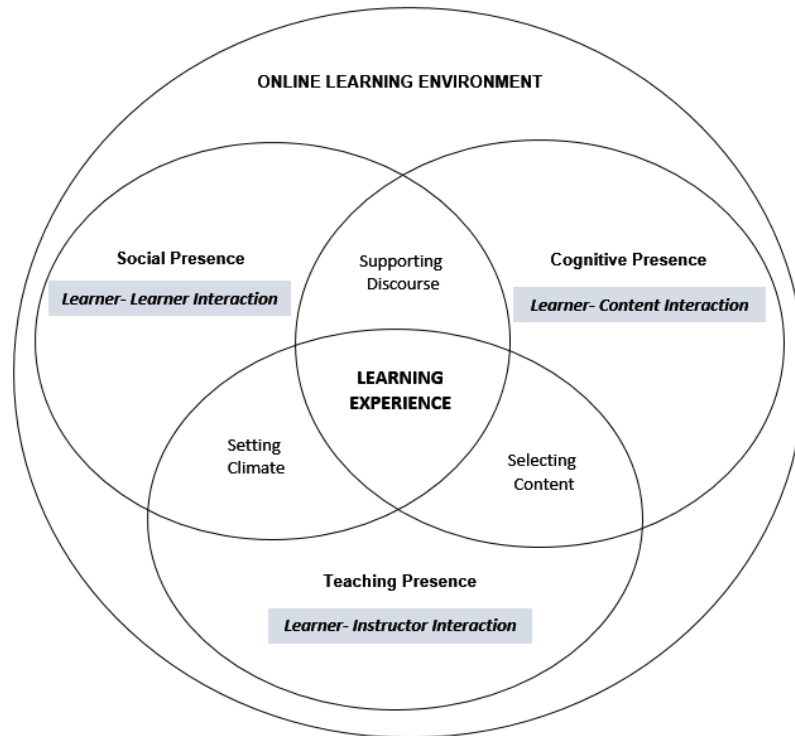 ONLINE LEARNING ENVIRONMENT
Social Presence
Learner- Learner Interaction
Supporting
Discourse
Cognitive Presence
Learner- Content Interaction
LEARNING
EXPERIENCE
Setting
Climate
Selecting
Content
Teaching Presence
Learner- Instructor Interaction